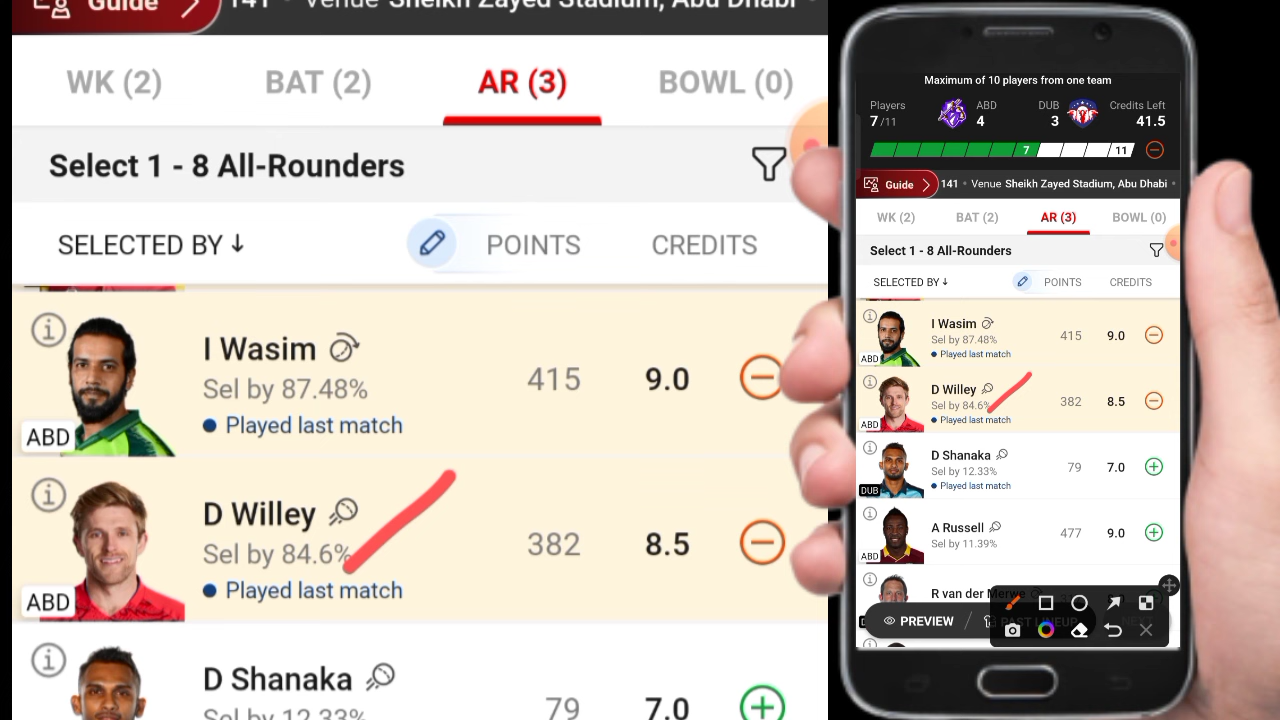 Guide 141 • Venue Sheikh Zayed Stadium, Abu Dhabi •
WK (2) BAT (2) AR (3) BOWL (0)
Select 1 - 8 All-Rounders
SELECTED BY ↓ POINTS CREDITS
I Wasim
Sel by 87.48% 415 9.0
• Played last match
ABD
D Willey
Sel by 84.6% 382 8.5
• Played last match
ABD
D Shanaka
Sel by 12.33% 79 7.0
Maximum of 10 players from one team
Players ABD DUB Credits Left
7/11 4 3 41.5
7 11
Guide 141 • Venue Sheikh Zayed Stadium, Abu Dhabi •
WK (2) BAT (2) AR (3) BOWL (0)
Select 1 - 8 All-Rounders
SELECTED BY ↓ POINTS CREDITS
I Wasim
Sel by 87.48% 415 9.0
• Played last match
ABD
D Willey
Sel by 84.6% 382 8.5
• Played last match
ABD
D Shanaka
Sel by 12.33% 79 7.0
• Played last match
DUB
A Russell
Sel by 11.39% 477 9.0
ABD
R van der Merwe
PREVIEW / PAST LINEUP